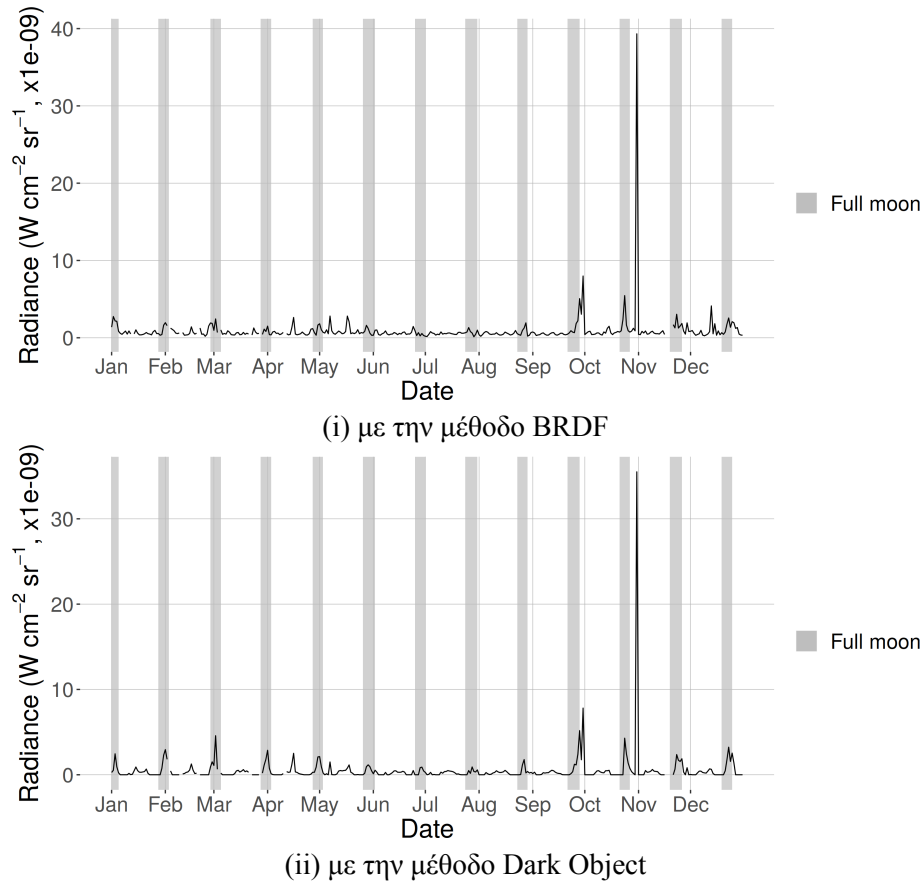 40
30
20
10
0
Radiance (W cm⁻² sr⁻¹, x1e-09)
Jan Feb Mar Apr May Jun Jul Aug Sep Oct Nov Dec
Date
Full moon
(i) με την μέθοδο BRDF
30
20
10
0
Radiance (W cm⁻² sr⁻¹, x1e-09)
Jan Feb Mar Apr May Jun Jul Aug Sep Oct Nov Dec
Date
Full moon
(ii) με την μέθοδο Dark Object